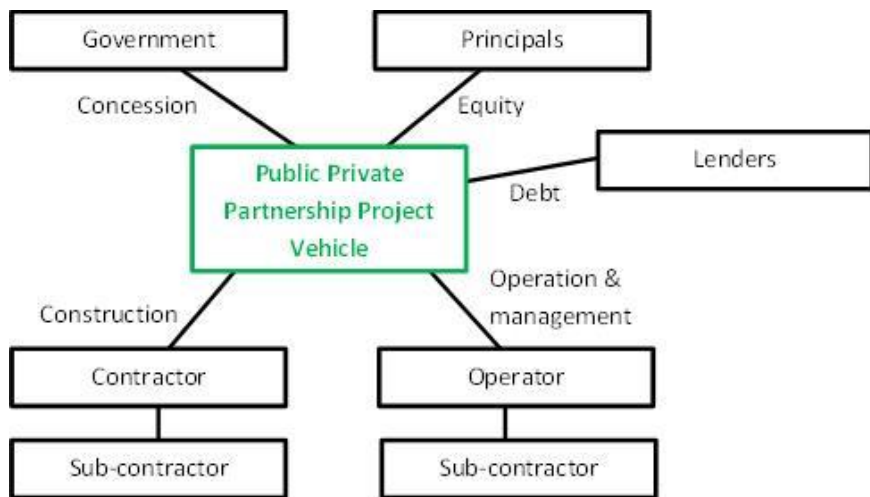 Government
Principals
Concession
Equity
Public Private
Partnership Project
Vehicle
Lenders
Debt
Operation &
management
Construction
Contractor
Operator
Sub-contractor
Sub-contractor